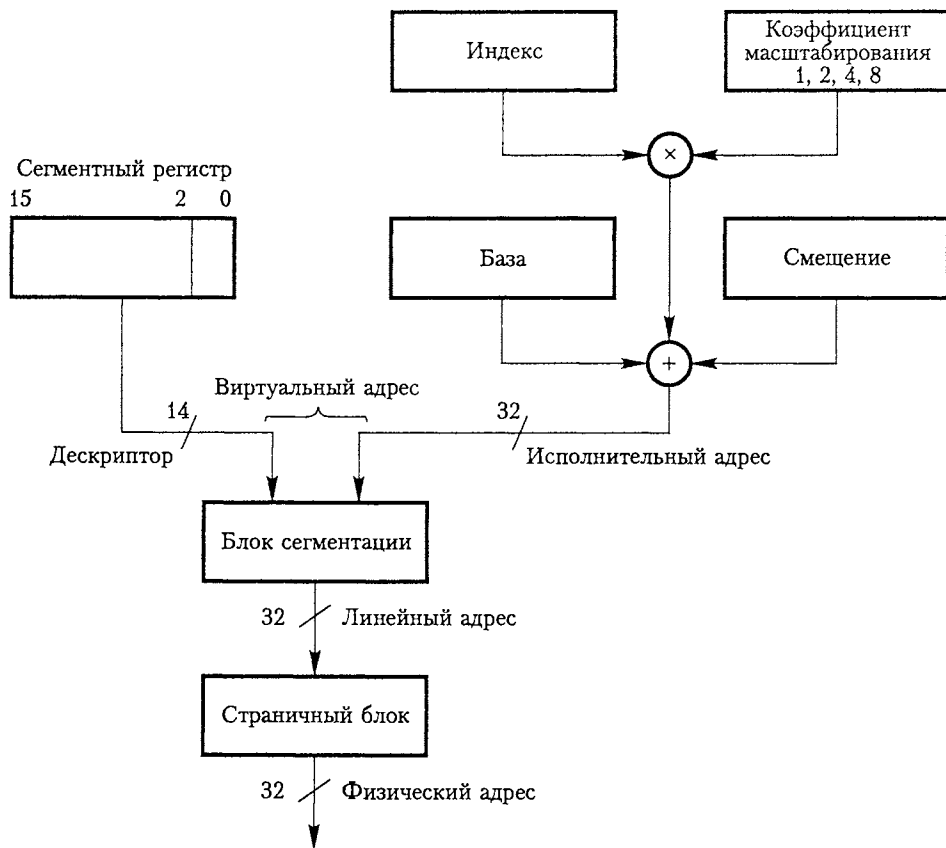 Индекс
Коэффициент
масштабирования
1, 2, 4, 8
×
Сегментный регистр
15 2 0
База
Смещение
+
Виртуальный адрес
14
32
Дескриптор
Исполнительный адрес
Блок сегментации
32 Линейный адрес
Страничный блок
32 Физический адрес